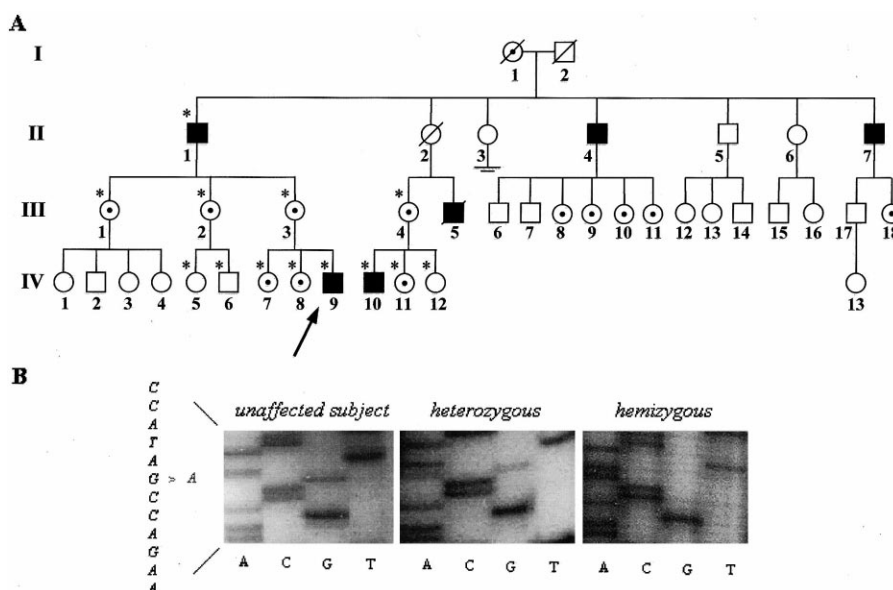 A
I
1 2
*
II
1 2 3 4 5 6 7
* * * *
III
1 2 3 4 5 6 7 8 9 10 11 12 13 14 15 16 17 18
* * * * * * * *
IV
1 2 3 4 5 6 7 8 9 10 11 12 13
B
unaffected subject heterozygous hemizygous
C
C
A
T
A
G > A
C
C
A
G
A
A
A C G T A C G T A C G T